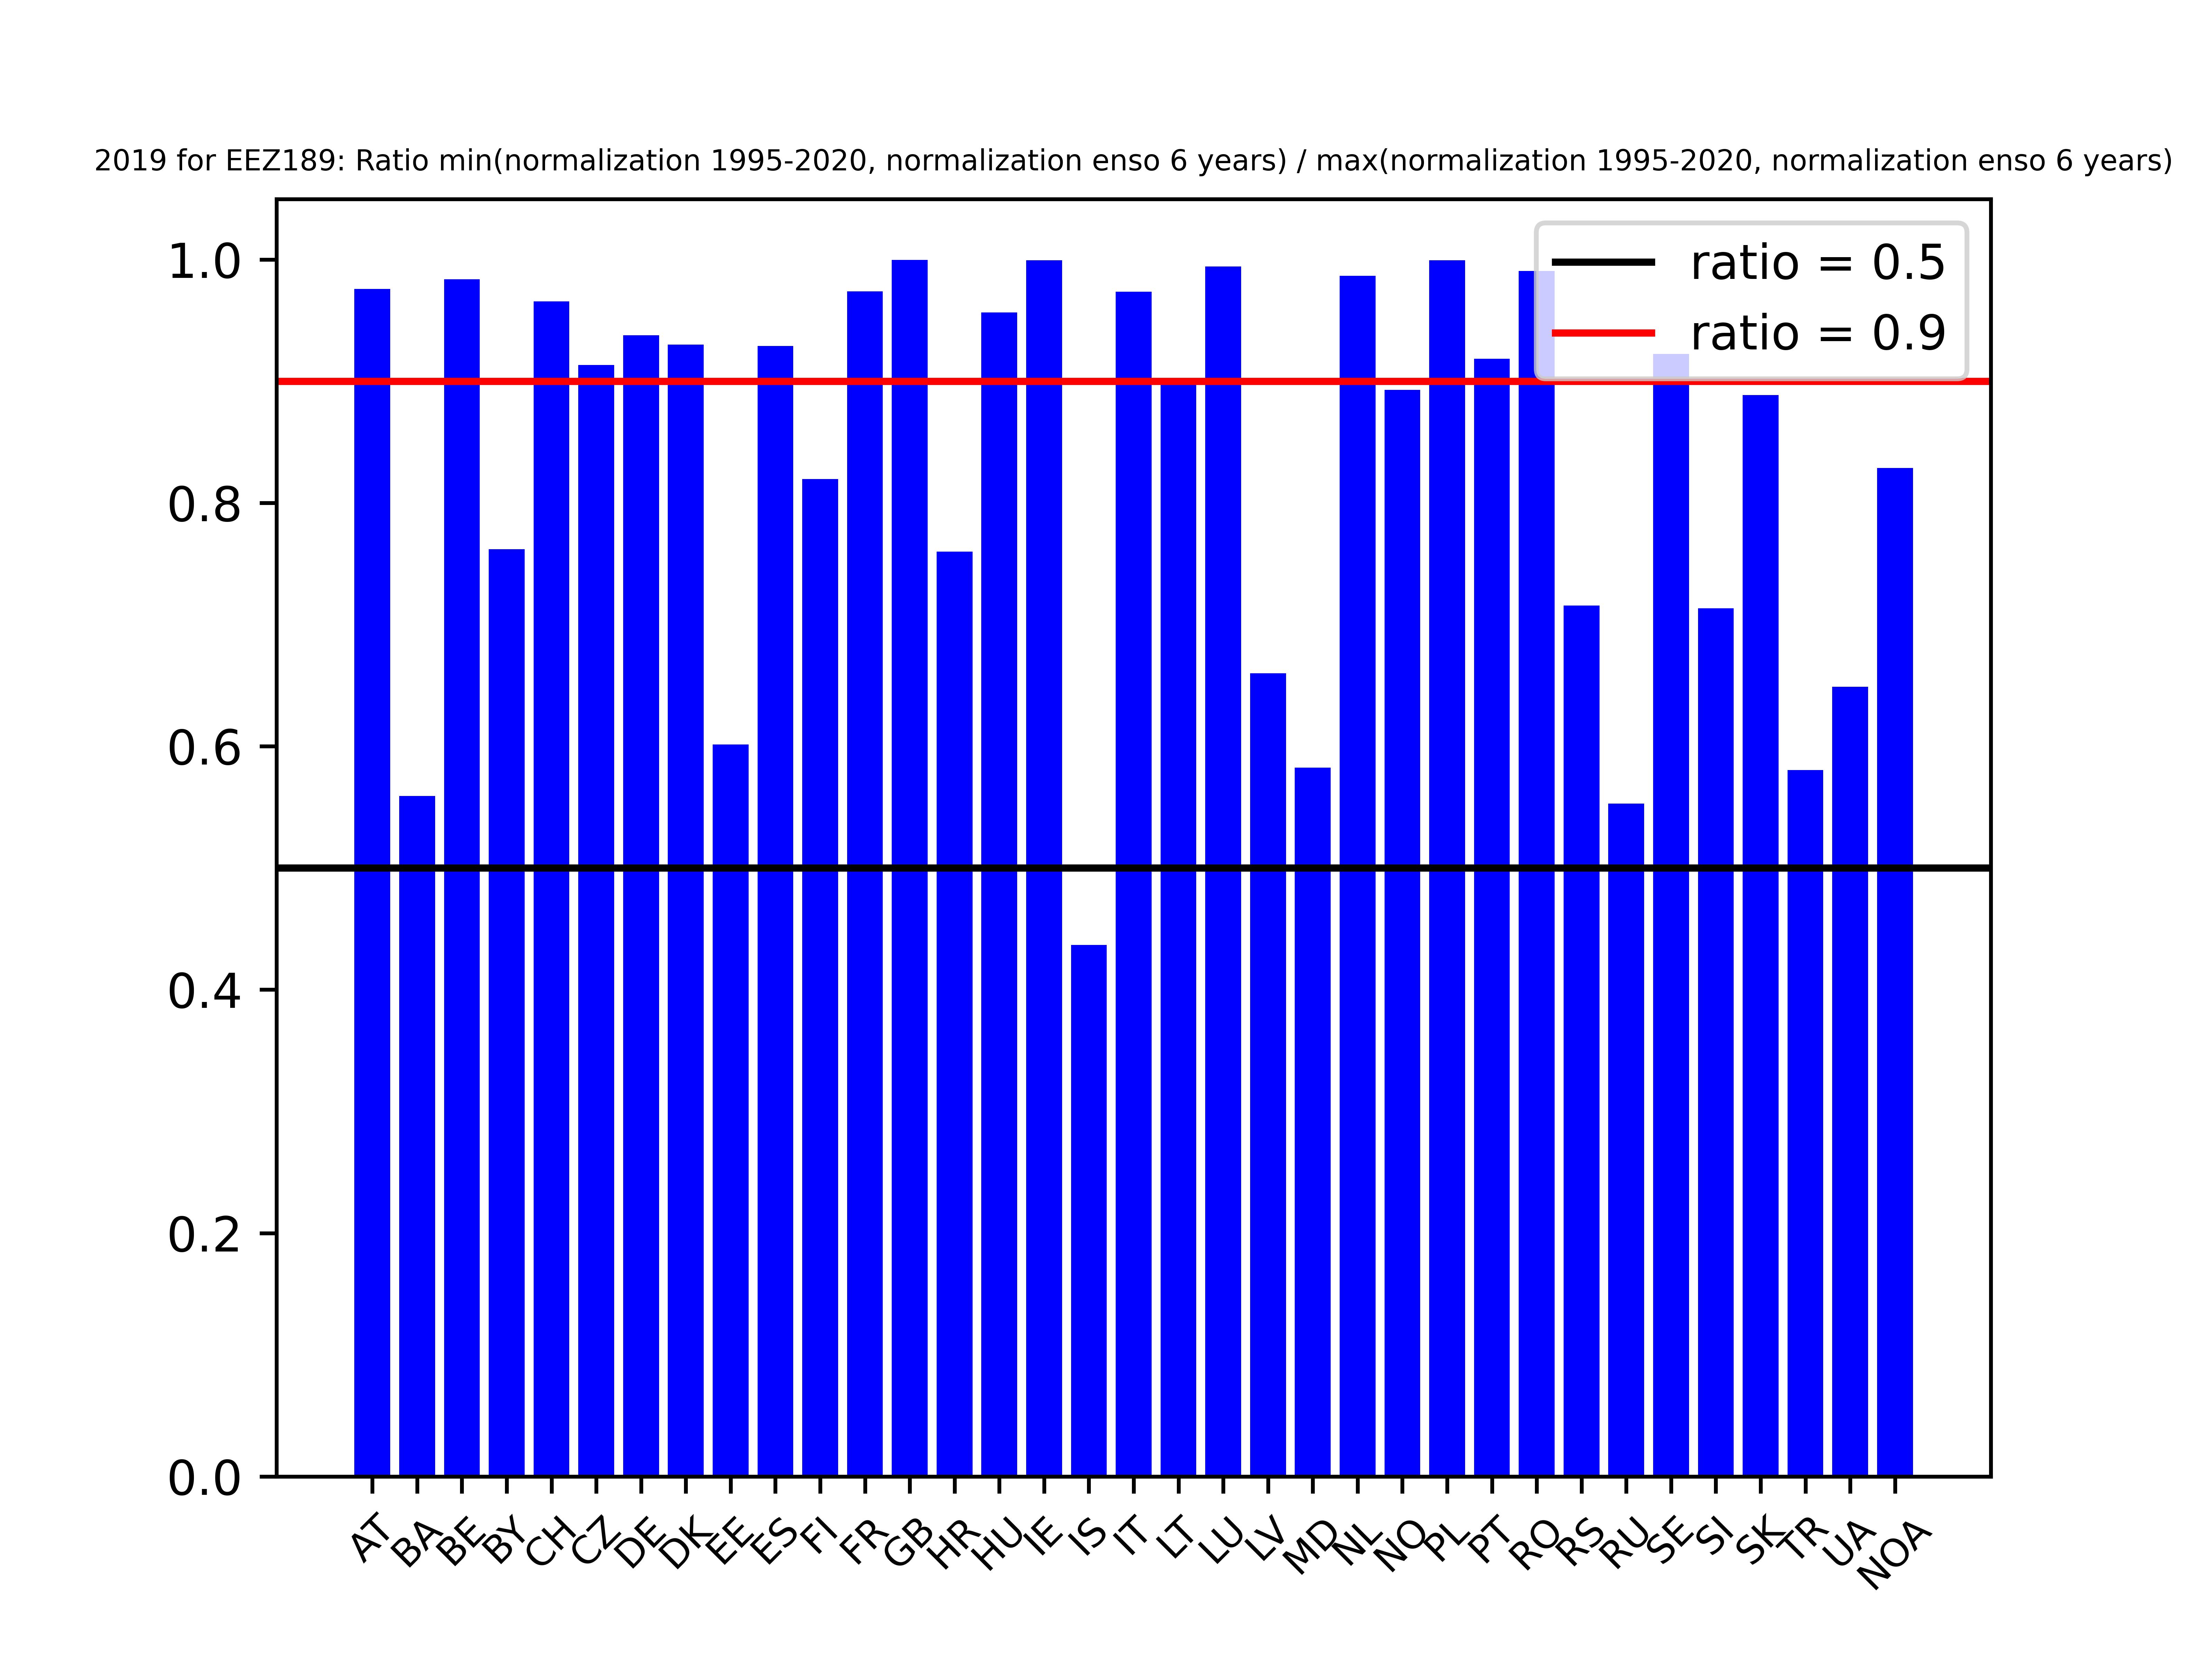 2019 for EEZ189: Ratio min(normalization 1995-2020, normalization enso 6 years) / max(normalization 1995-2020, normalization enso 6 years)
ratio = 0.5
ratio = 0.9
1.0
0.8
0.6
0.4
0.2
0.0
AT BA BE BY CH CZ DE DK EE ES FI FR GB HR HU IE IS IT LT LU LV MD NL NO PL PT RO RS RU SE SI SK TR UA NOA